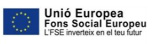 Unió Europea
Fons Social Europeu
L'FSE inverteix en el teu futur